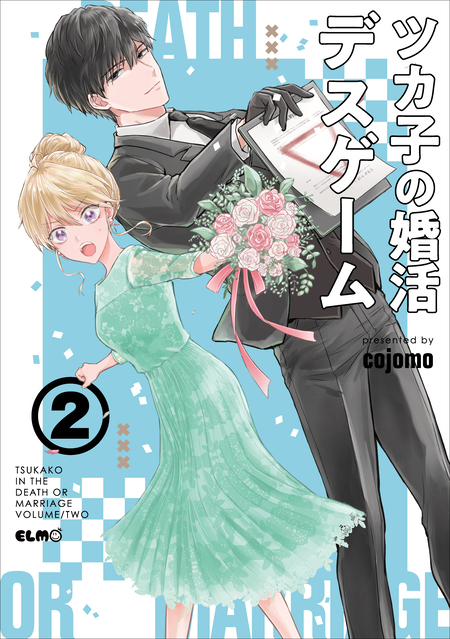 DEATH
ツカ子の婚活
デスゲーム
presented by
cojomo
2
TSUKAKO
IN THE
DEATH OR
MARRIAGE
VOLUME/TWO
ELMO
OR MARRIAGE